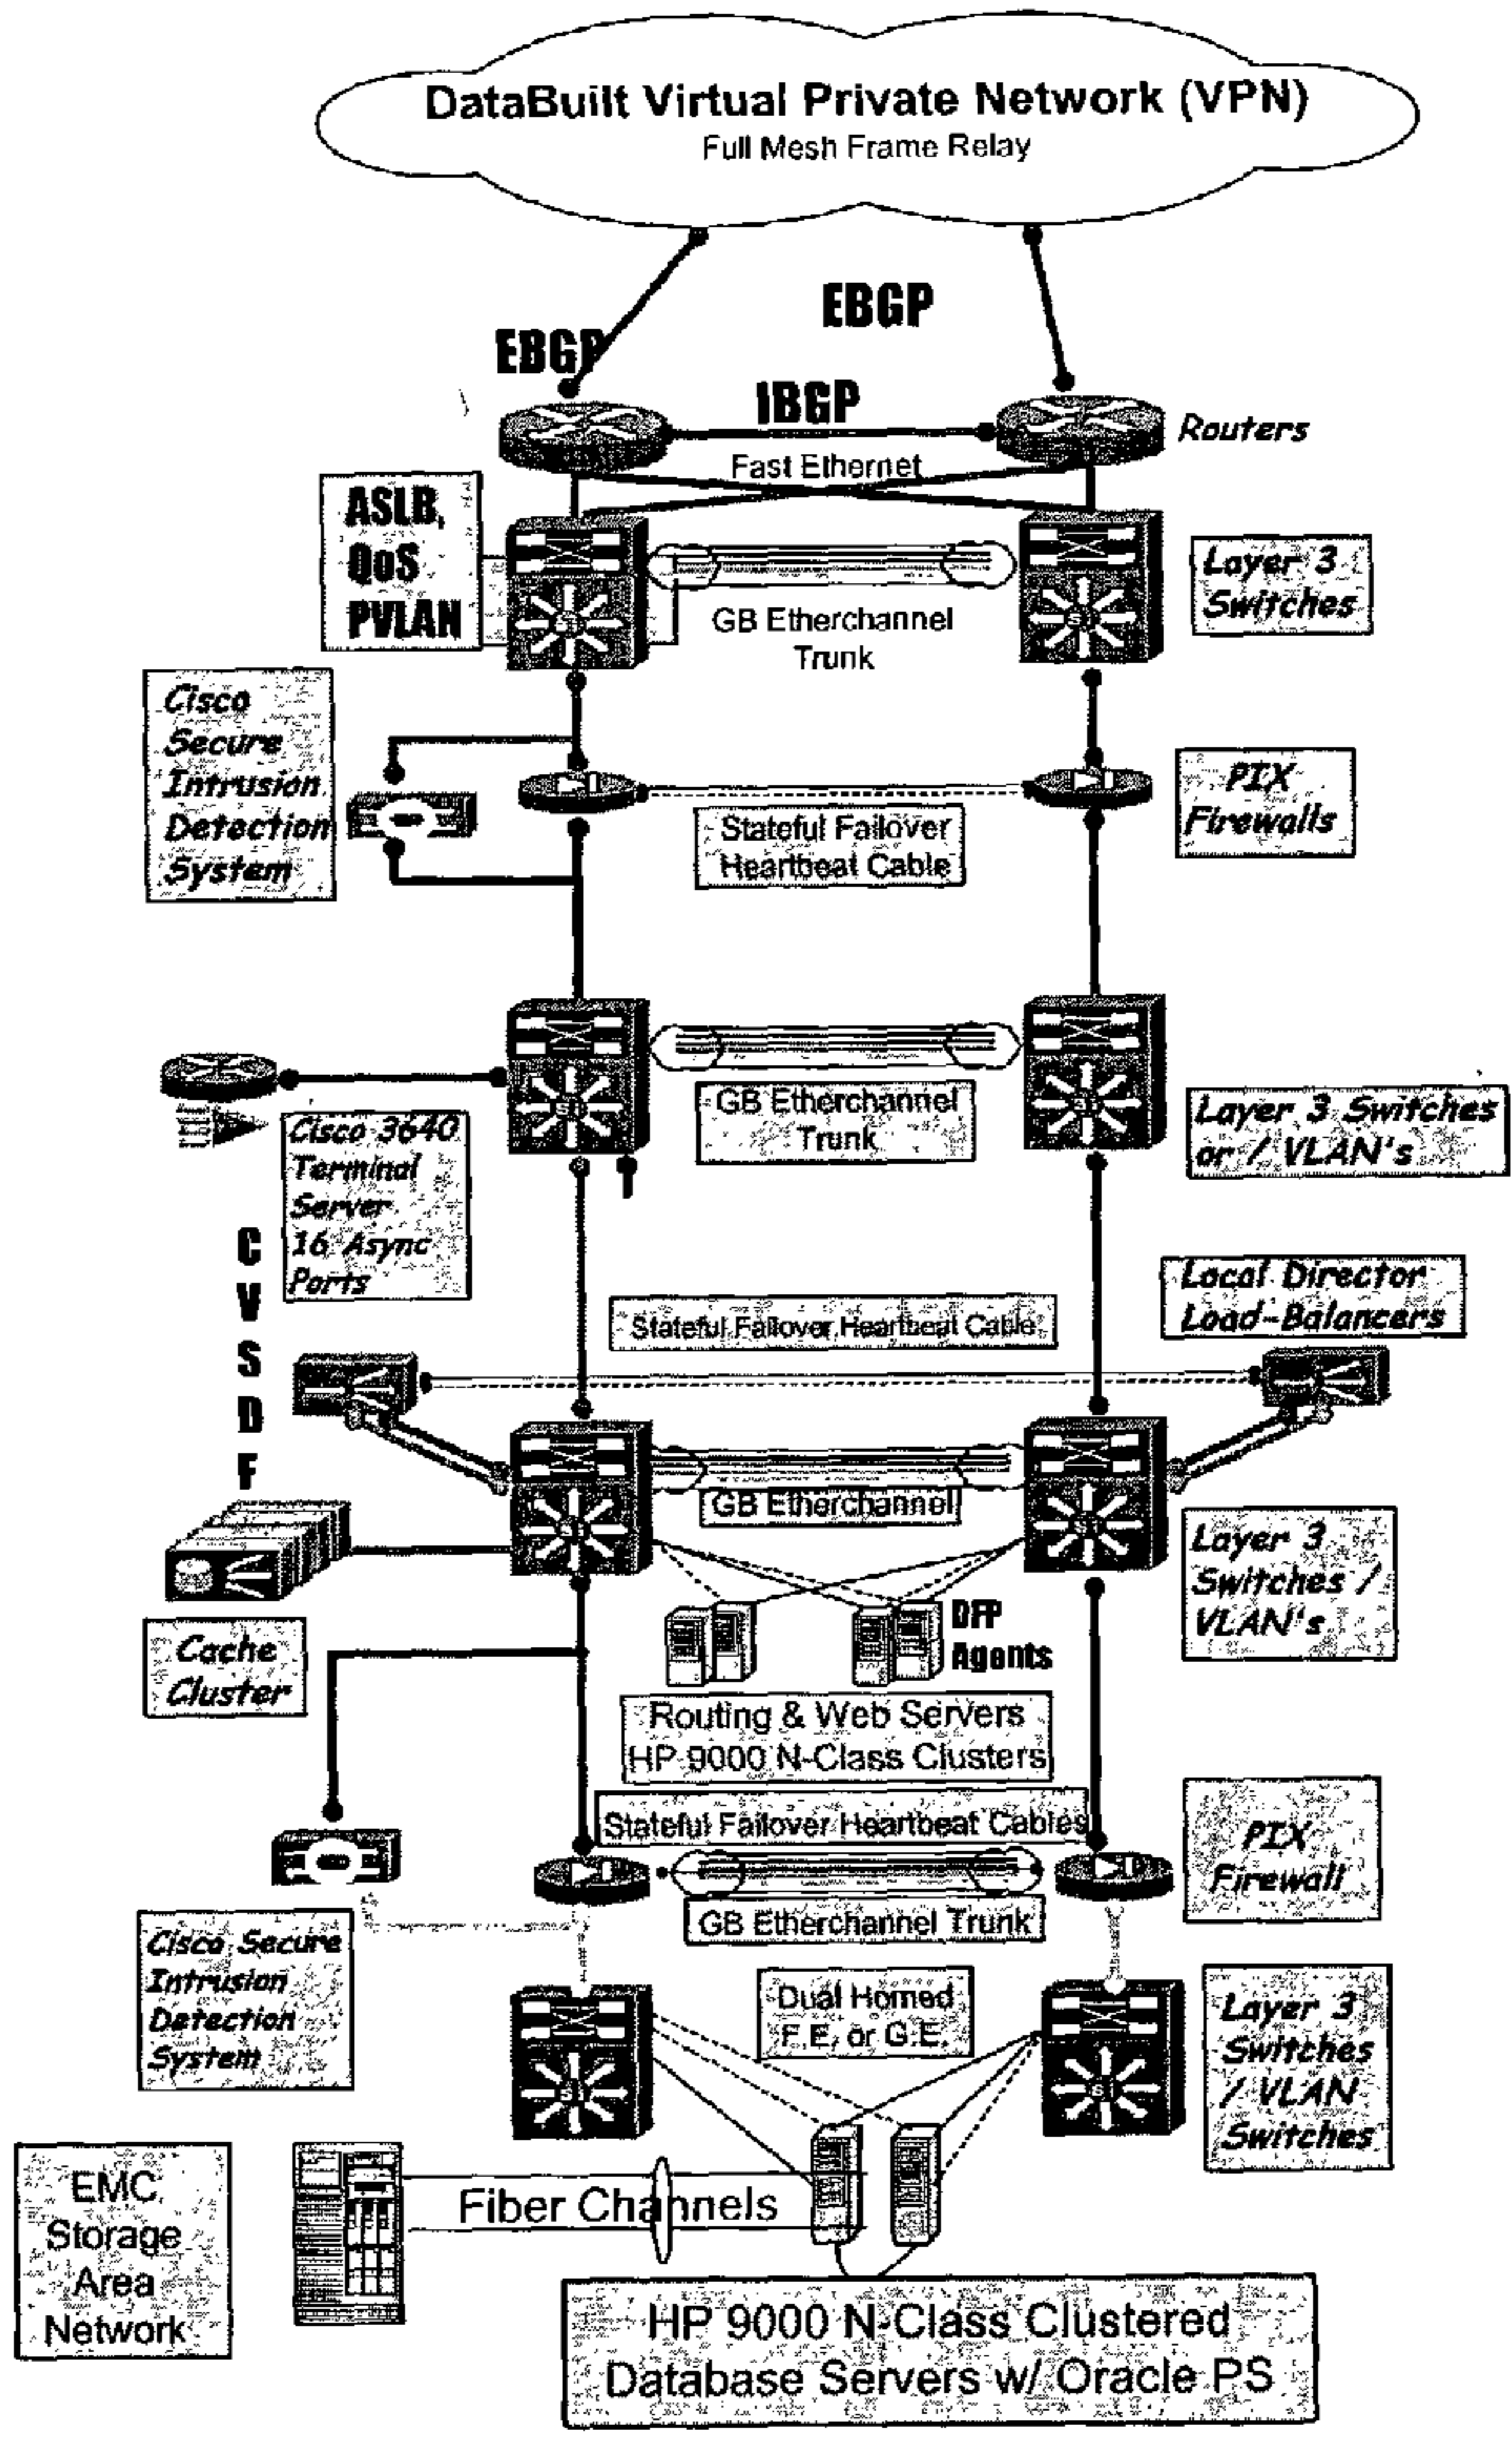 DataBuilt Virtual Private Network (VPN)
Full Mesh Frame Relay
EBGP
EBGP
IBGP
Routers
Fast Ethernet
ASLB,
QoS
PVLAN
Layer 3
Switches
GB Etherchannel
Trunk
Cisco
Secure
Intrusion
Detection
System
PIX
Firewalls
Stateful Failover
Heartbeat Cable
GB Etherchannel
Trunk
Layer 3 Switches
or / VLAN's
Cisco 3640
Terminal
Server
16 Async
Ports
C
V
S
D
F
Local Director
Load-Balancers
Stateful Failover Heartbeat Cable
GB Etherchannel
Layer 3
Switches /
VLAN's
DFP
Agents
Cache
Cluster
Routing & Web Servers
HP 9000 N-Class Clusters
Stateful Failover Heartbeat Cables
PIX
Firewall
GB Etherchannel Trunk
Cisco Secure
Intrusion
Detection
System
Dual Homed
F.E. or G.E.
Layer 3
Switches
/ VLAN
Switches
EMC
Storage
Area
Network
Fiber Channels
HP 9000 N-Class Clustered
Database Servers w/ Oracle PS